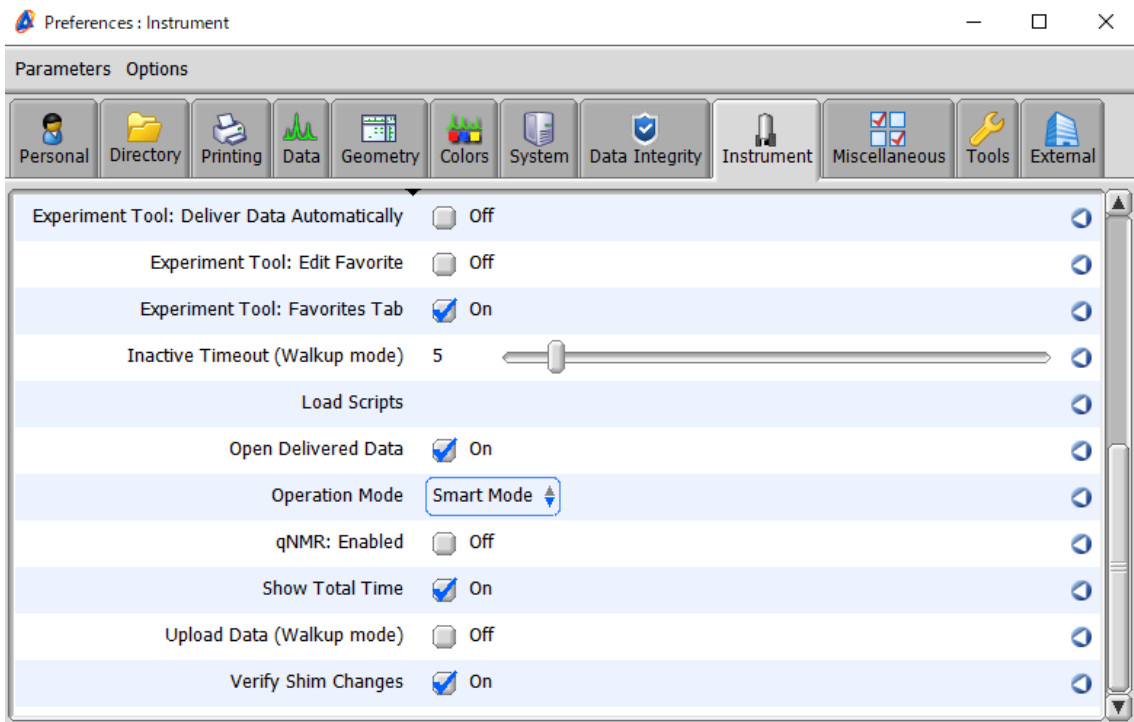 Preferences : Instrument
Parameters Options
Personal Directory Printing Data Geometry Colors System Data Integrity Instrument Miscellaneous Tools External
Experiment Tool: Deliver Data Automatically Off
Experiment Tool: Edit Favorite Off
Experiment Tool: Favorites Tab On
Inactive Timeout (Walkup mode) 5
Load Scripts
Open Delivered Data On
Operation Mode Smart Mode
qNMR: Enabled Off
Show Total Time On
Upload Data (Walkup mode) Off
Verify Shim Changes On